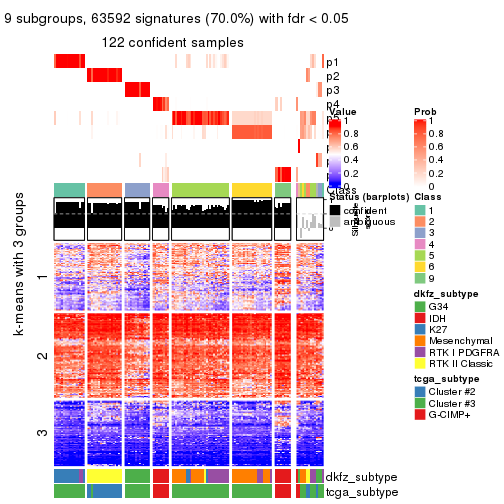 9 subgroups, 63592 signatures (70.0%) with fdr < 0.05
122 confident samples
p1
p2
p3
p4
Value
1
0.8
0.6
0.4
0.2
0
Prob
1
0.8
0.6
0.4
0.2
0
Class
Status (barplots)
confident
ambiguous
Class
1
2
3
4
5
6
9
dkfz_subtype
G34
IDH
K27
Mesenchymal
RTK I PDGFRA
RTK II Classic
tcga_subtype
Cluster #2
Cluster #3
G-CIMP+
k-means with 3 groups
1
2
3
dkfz_subtype
tcga_subtype